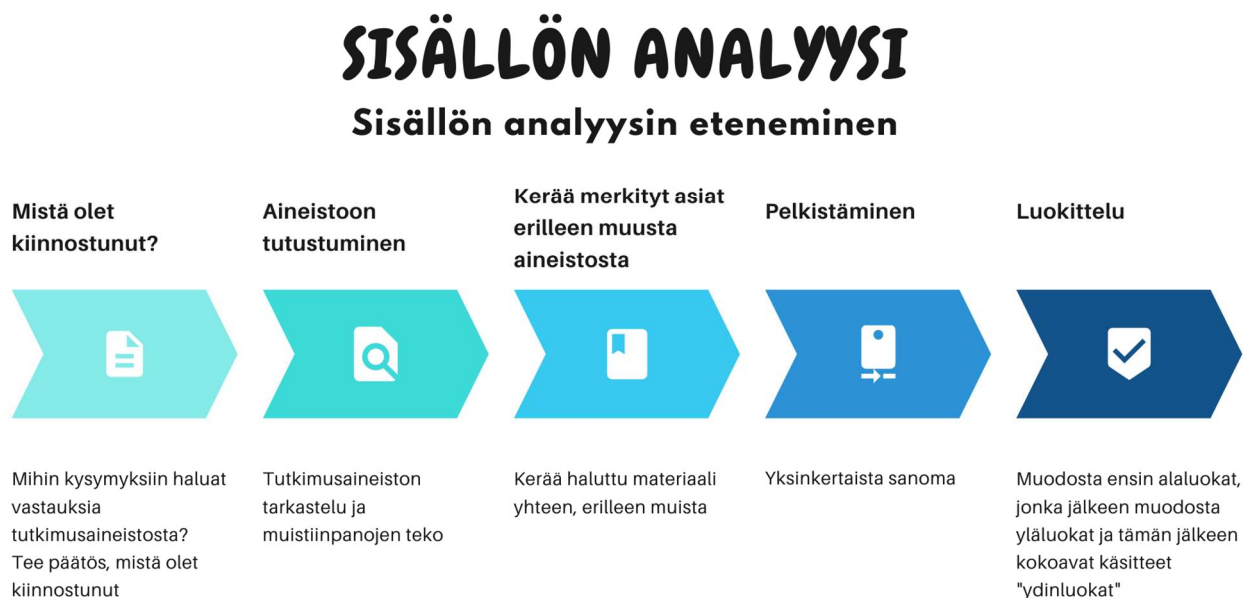 SISÄLLÖN ANALYYSI
Sisällön analyysin eteneminen
Mistä olet
kiinnostunut?
Mihin kysymyksiin haluat
vastauksia
tutkimusaineistosta?
Tee päätös, mistä olet
kiinnostunut
Aineistoon
tutustuminen
Tutkimusaineiston
tarkastelu ja
muistiinpanojen teko
Kerää merkityt asiat
erilleen muusta
aineistosta
Kerää haluttu materiaali
yhteen, erilleen muista
Pelkistäminen
Yksinkertaista sanoma
Luokittelu
Muodosta ensin alaluokat,
jonka jälkeen muodosta
yläluokat ja tämän jälkeen
kokoavat käsitteet
"ydinluokat"